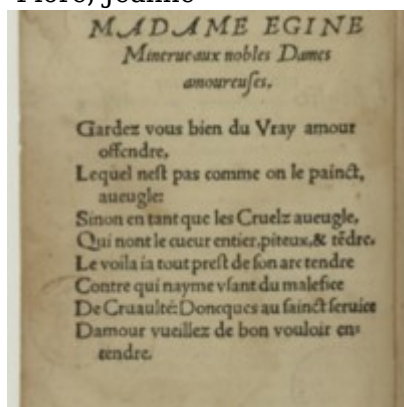 Flore, Jeanne
MADAME EGINE
Minerue aux nobles Dames
amoureuſes.
Gardez vous bien du Vray amour
offendre,
Lequel neſt pas comme on le painct,
aueugle:
Sinon en tant que les Cruelz aueugle,
Qui nont le cueur entier, piteux, & tẽdre.
Le voila ia tout preſt de ſon arc tendre
Contre qui nayme vſant du malefice
De Cruaulté: Doncques au ſainct ſeruice
Damour vueillez de bon vouloir en=
tendre.